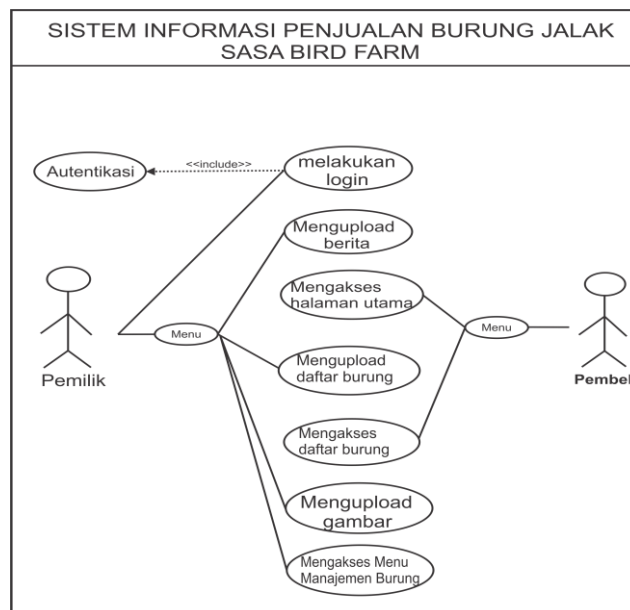 SISTEM INFORMASI PENJUALAN BURUNG JALAK
SASA BIRD FARM
Autentikasi
<<include>>
melakukan
login
Mengupload
berita
Mengakses
halaman utama
Menu
Menu
Mengupload
daftar burung
Pemilik
Pembel
Mengakses
daftar burung
Mengupload
gambar
Mengakses Menu
Manajemen Burung